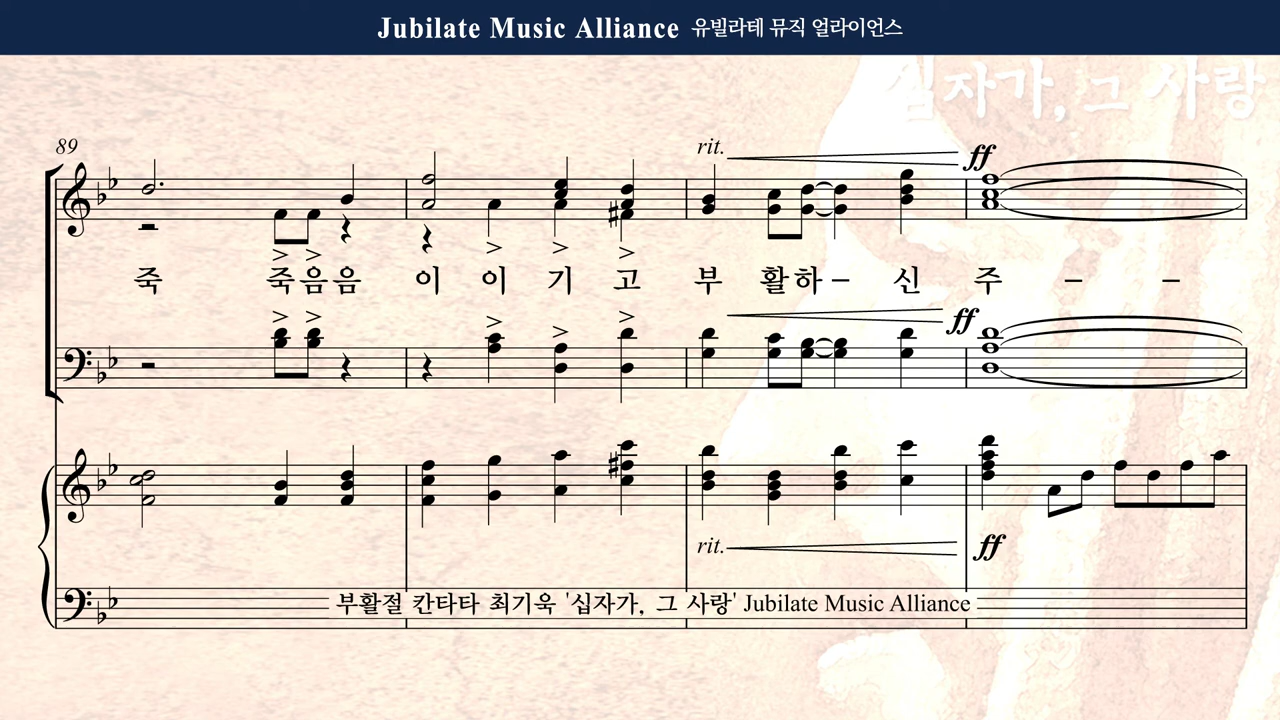 Jubilate Music Alliance 유빌라테 뮤직 얼라이언스
십자가, 그 사랑
89
rit.
ff
죽 죽음음 이 이 기 고 부 활하– 신 주 – –
ff
rit.
ff
부활절 칸타타 최기욱 '십자가, 그 사랑' Jubilate Music Alliance